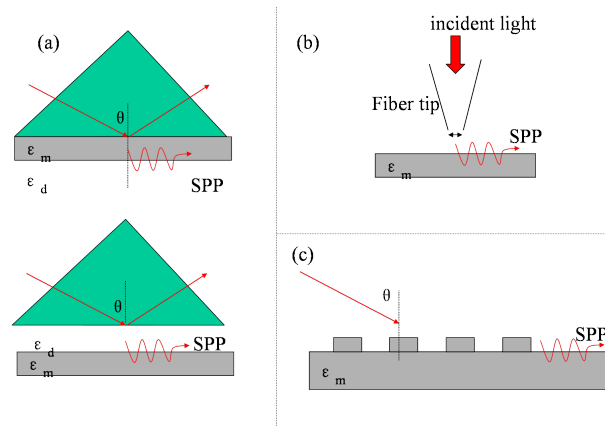 (a)
θ
ε m
ε d
SPP
θ
ε d
SPP
ε m
(b)
incident light
Fiber tip
SPP
ε m
(c)
θ
SPP
ε m